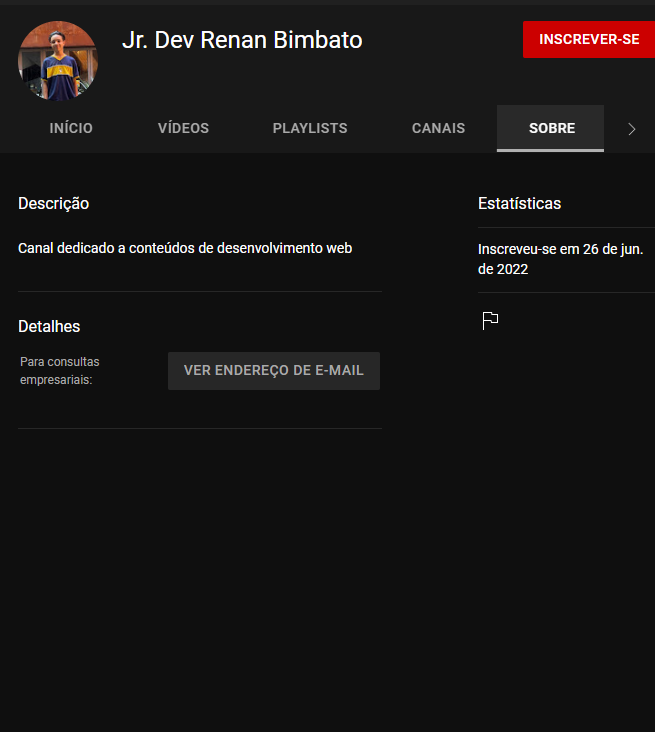 Jr. Dev Renan Bimbato
INSCREVER-SE
INÍCIO
VÍDEOS
PLAYLISTS
CANAIS
SOBRE
Descrição
Canal dedicado a conteúdos de desenvolvimento web
Detalhes
Para consultas
empresariais:
VER ENDEREÇO DE E-MAIL
Estatísticas
Inscreveu-se em 26 de jun.
de 2022